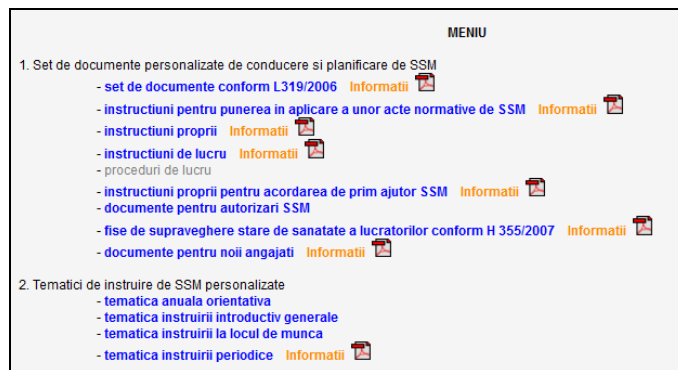 MENIU
1. Set de documente personalizate de conducere si planificare de SSM
- set de documente conform L319/2006 Informatii
- instructiuni pentru punerea in aplicare a unor acte normative de SSM Informatii
- instructiuni proprii Informatii
- instructiuni de lucru Informatii
- proceduri de lucru
- instructiuni proprii pentru acordarea de prim ajutor SSM Informatii
- documente pentru autorizari SSM
- fise de supraveghere stare de sanatate a lucratorilor conform H 355/2007 Informatii
- documente pentru noii angajati Informatii
2. Tematici de instruire de SSM personalizate
- tematica anuala orientativa
- tematica instruirii introductiv generale
- tematica instruirii la locul de munca
- tematica instruirii periodice Informatii